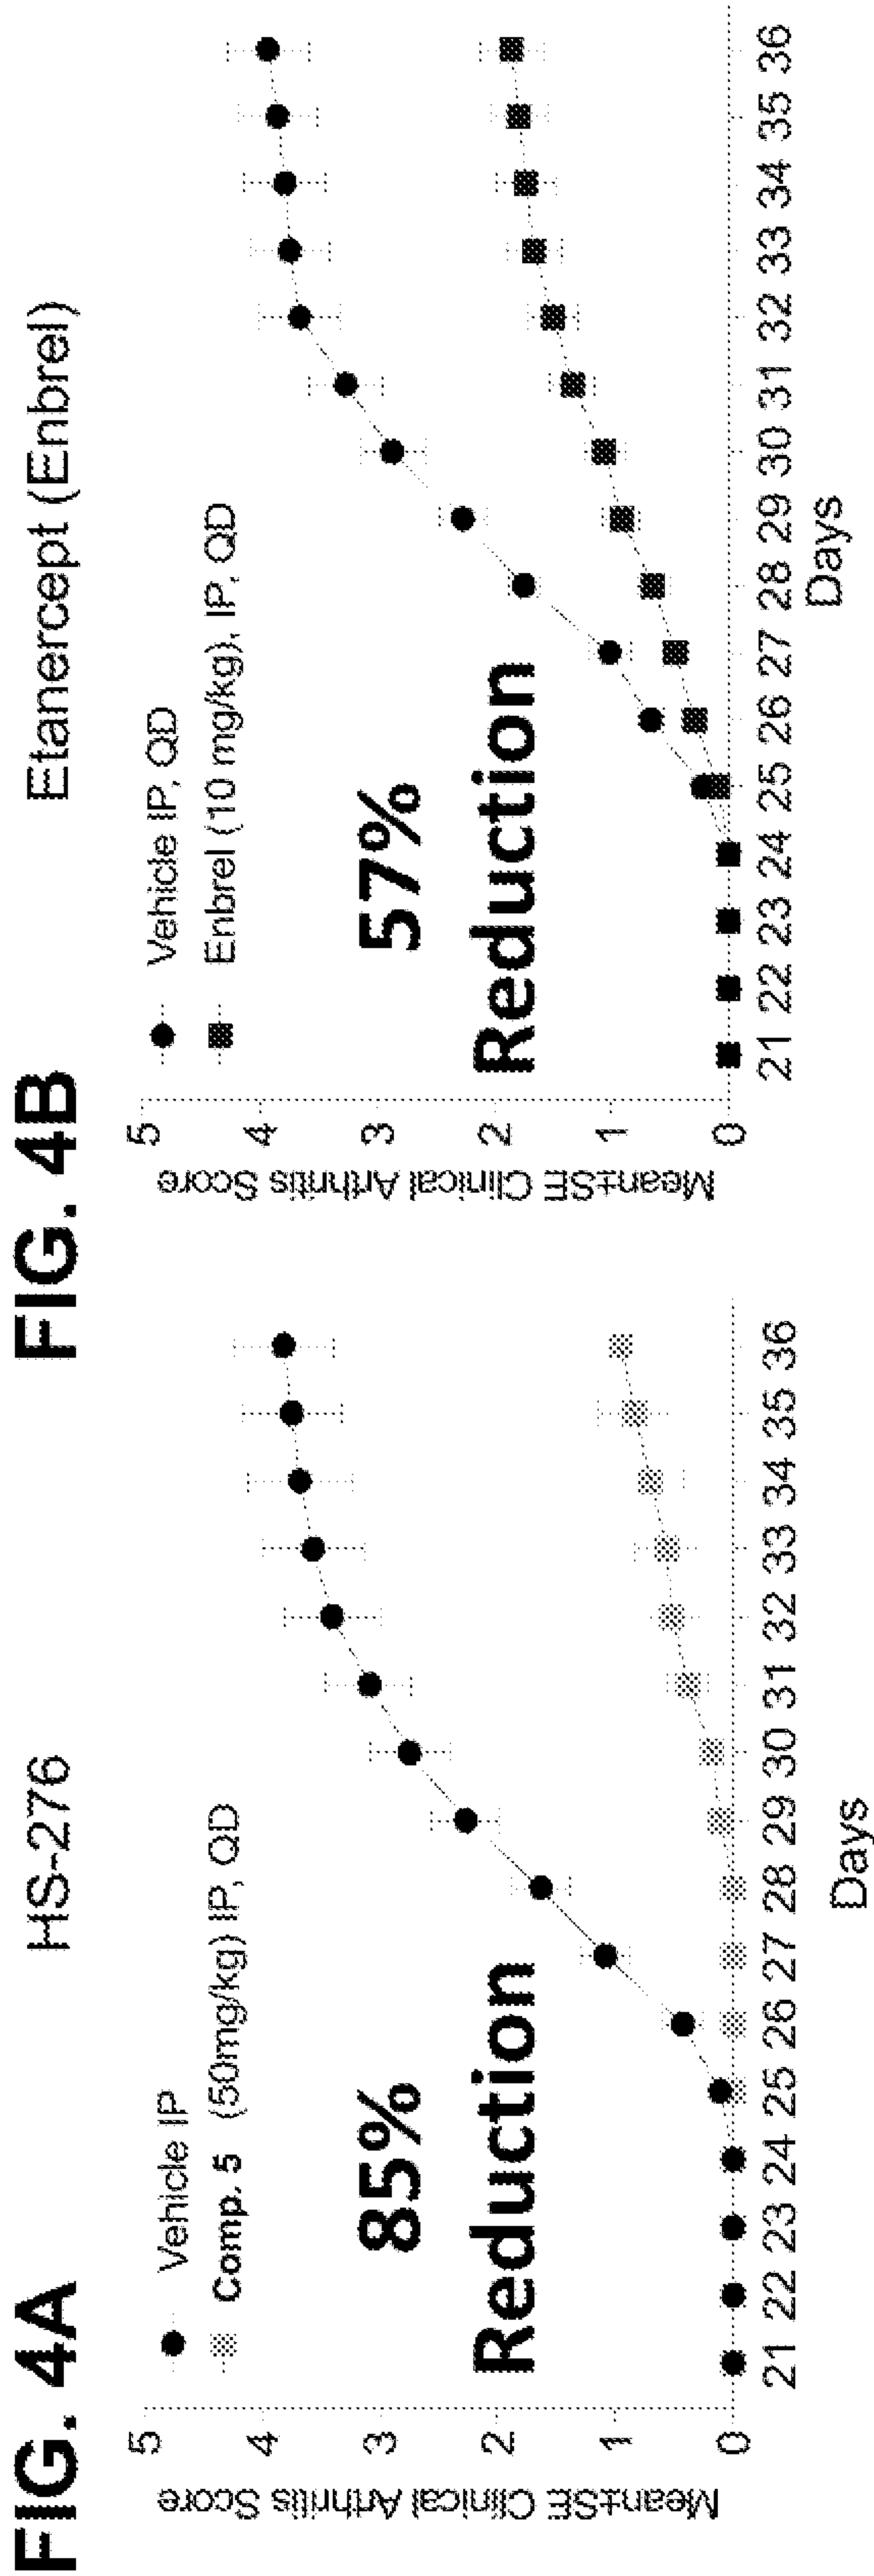 FIG. 4A
HS-276
Vehicle IP
Comp. 5 (50mg/kg) IP, QD
85%
Reduction
Mean±SE Clinical Arthritis Score
5
4
3
2
1
0
21 22 23 24 25 26 27 28 29 30 31 32 33 34 35 36
Days
FIG. 4B
Etanercept (Enbrel)
Vehicle IP, QD
Enbrel (10 mg/kg), IP, QD
57%
Reduction
Mean±SE Clinical Arthritis Score
5
4
3
2
1
0
21 22 23 24 25 26 27 28 29 30 31 32 33 34 35 36
Days